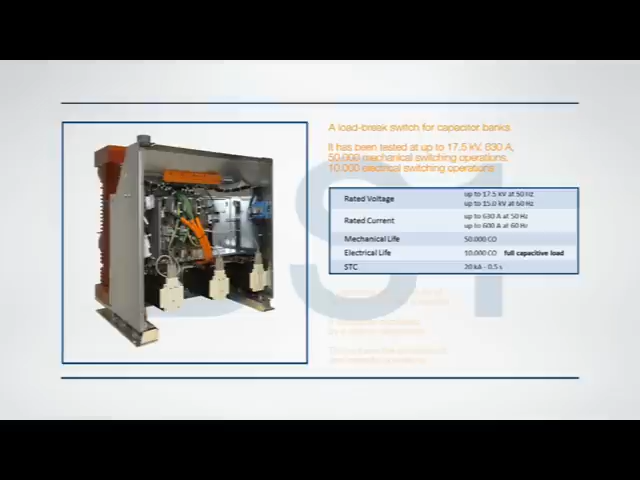 A load-break switch for capacitor banks
It has been tested at up to 17.5 kV, 630 A,
50.000 mechanical switching operations,
10.000 electrical switching operations
Rated Voltage
up to 17.5 kV at 50 Hz
up to 15.0 kV at 60 Hz
Rated Current
up to 630 A at 50 Hz
up to 600 A at 60 Hz
Mechanical Life 50.000 CO
Electrical Life 10.000 CO full capacitive load
STC 20 kA - 0.5 s